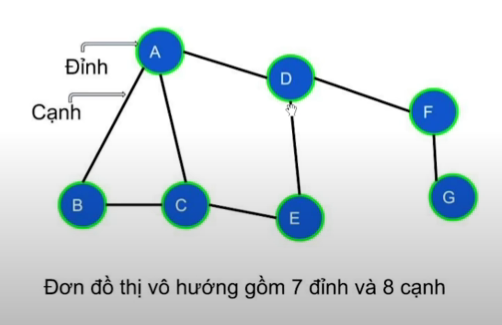 A
Đỉnh
D
Cạnh
F
B
C
E
G
Đơn đồ thị vô hướng gồm 7 đỉnh và 8 cạnh